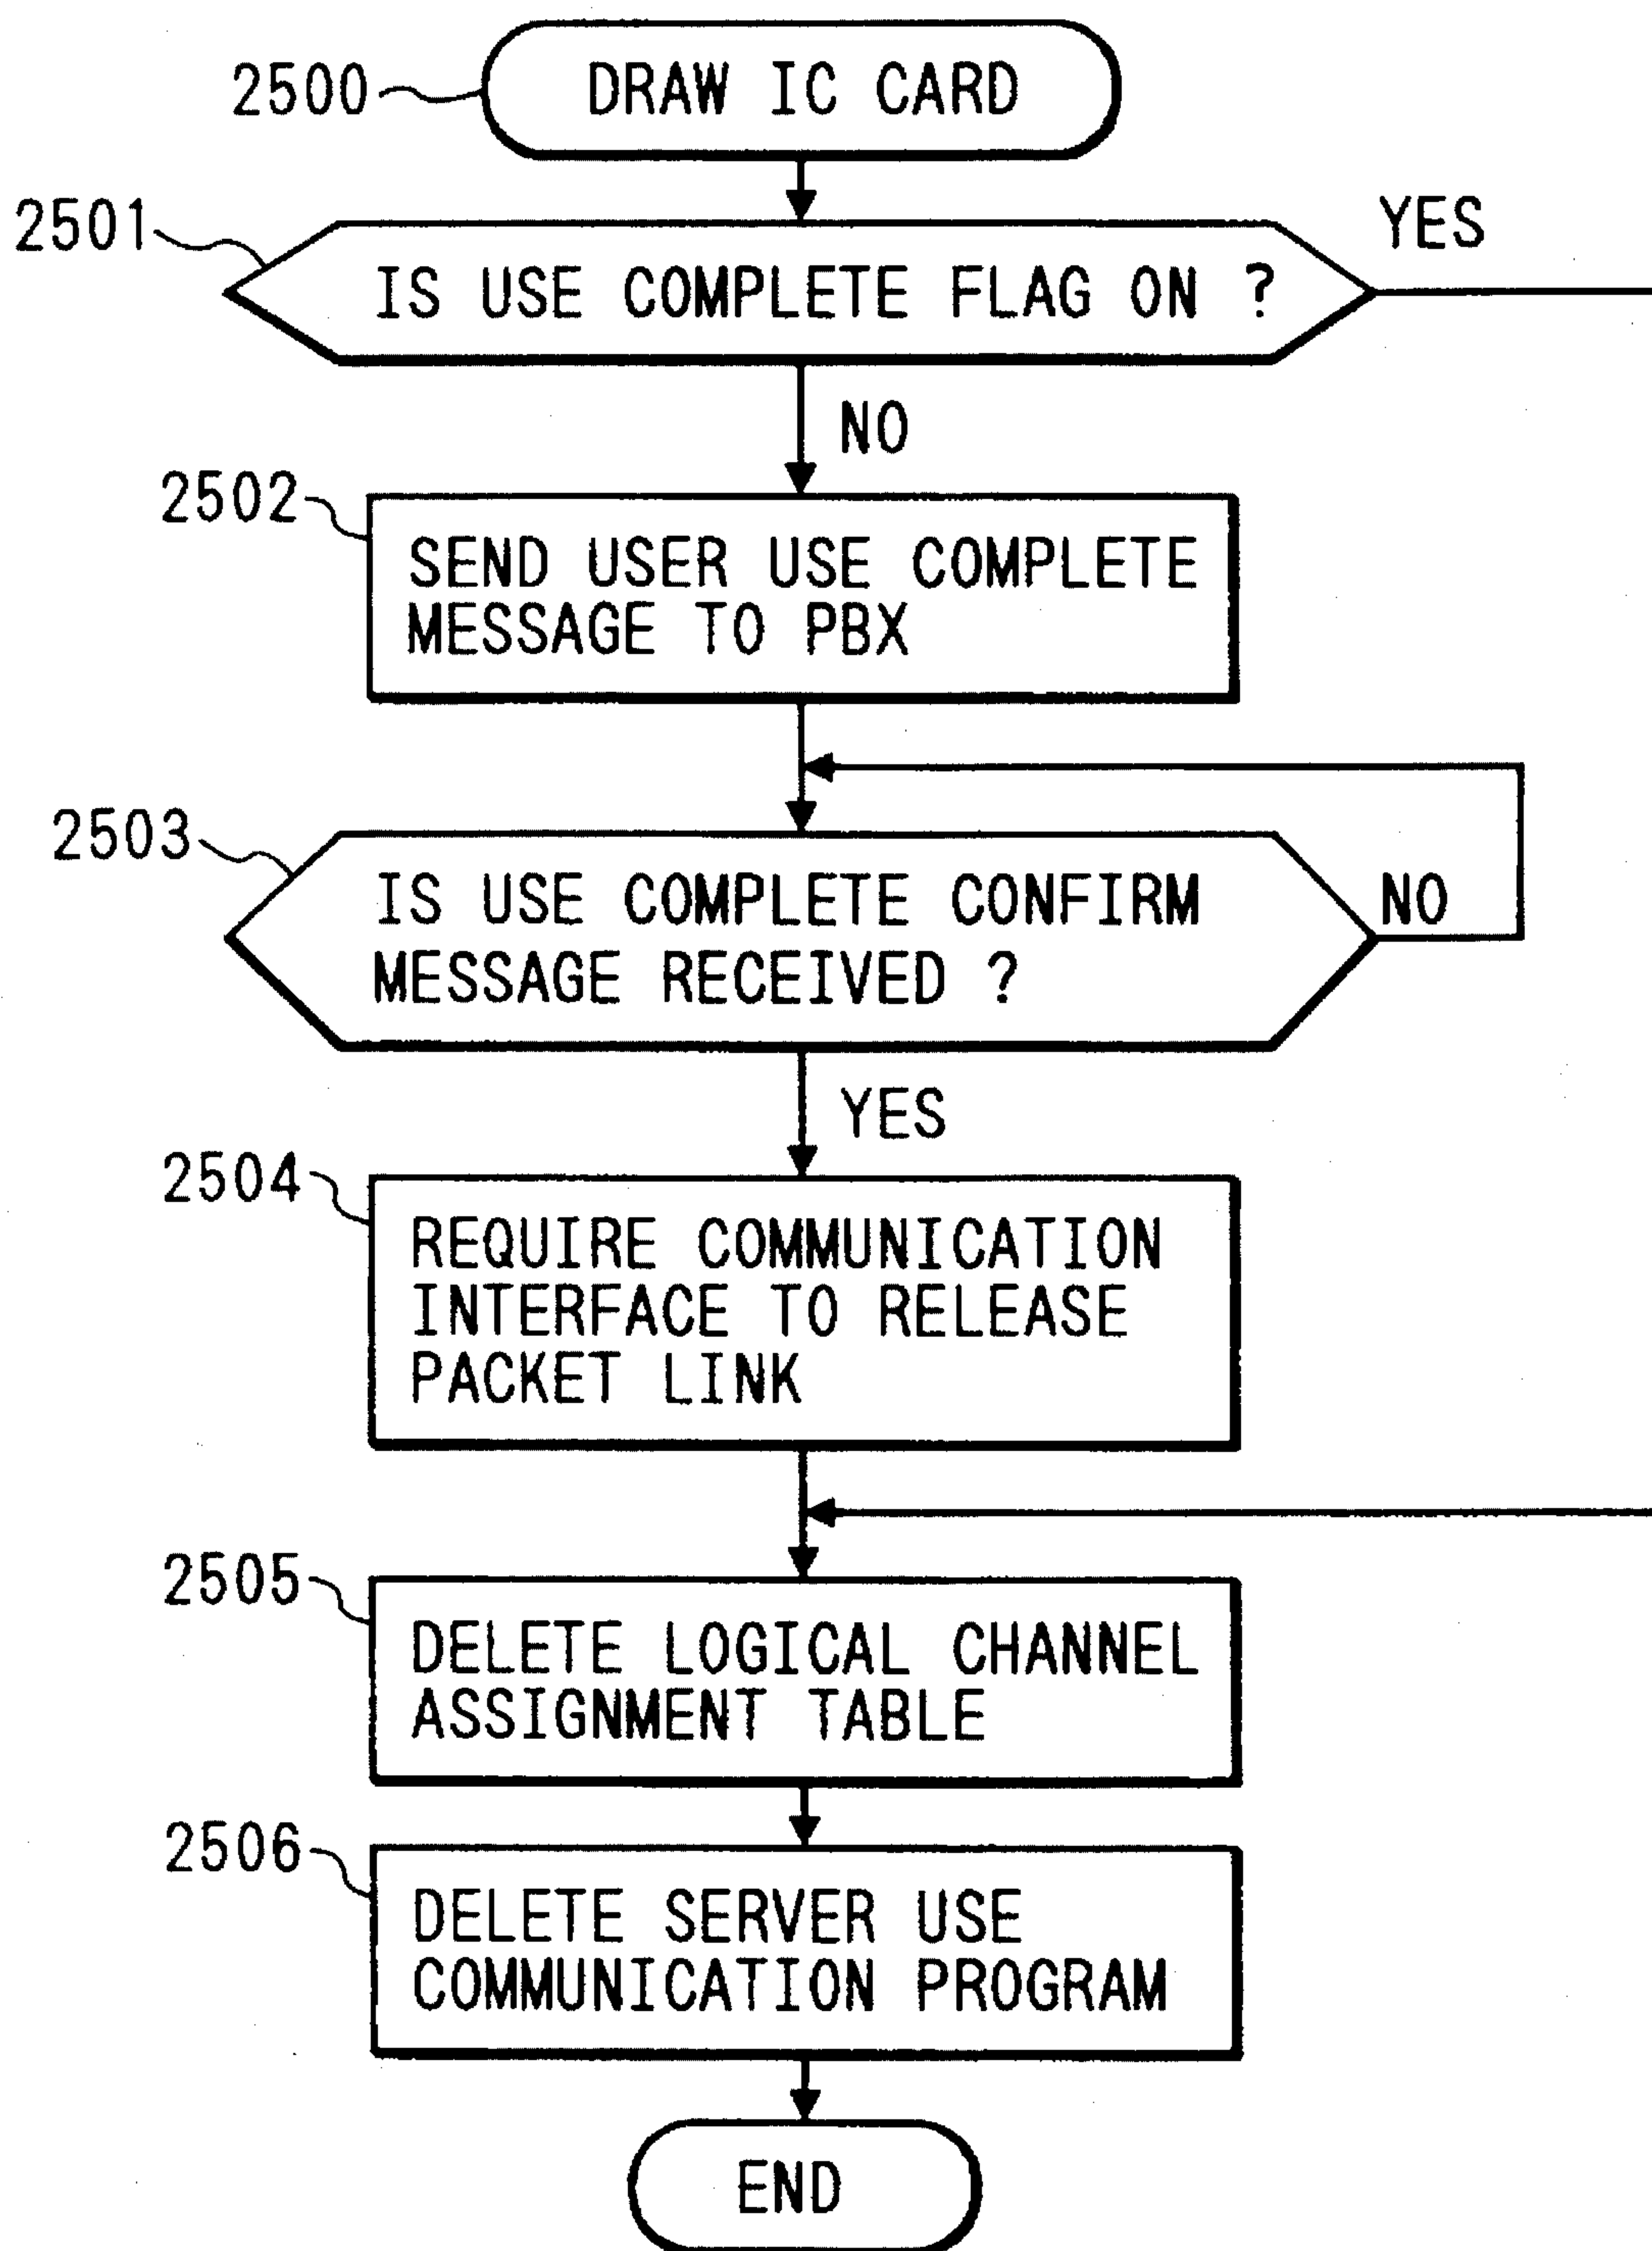 2500
DRAW IC CARD
2501
YES
IS USE COMPLETE FLAG ON ?
NO
2502
SEND USER USE COMPLETE
MESSAGE TO PBX
2503
IS USE COMPLETE CONFIRM
MESSAGE RECEIVED ?
NO
YES
2504
REQUIRE COMMUNICATION
INTERFACE TO RELEASE
PACKET LINK
2505
DELETE LOGICAL CHANNEL
ASSIGNMENT TABLE
2506
DELETE SERVER USE
COMMUNICATION PROGRAM
END